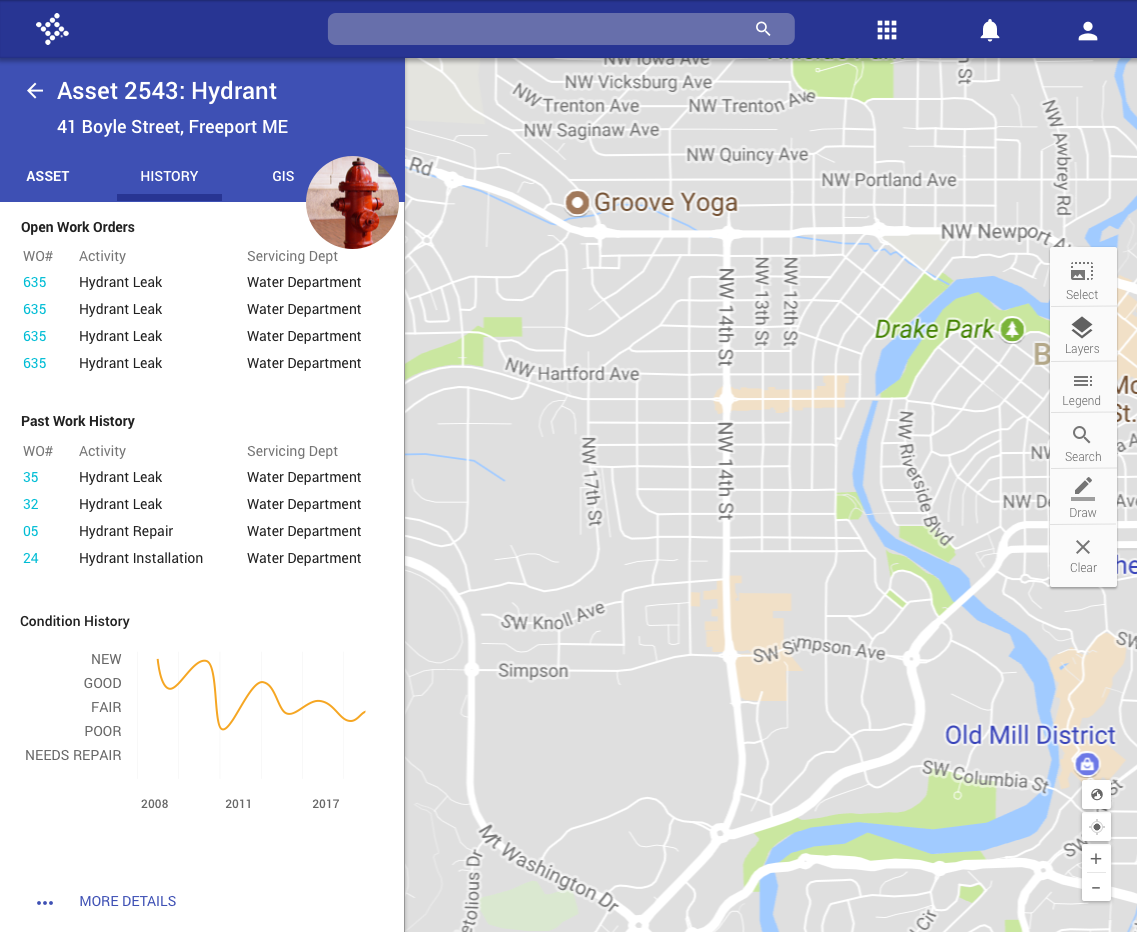 Asset 2543: Hydrant
41 Boyle Street, Freeport ME
ASSET HISTORY GIS
Open Work Orders
WO# Activity Servicing Dept
635 Hydrant Leak Water Department
635 Hydrant Leak Water Department
635 Hydrant Leak Water Department
635 Hydrant Leak Water Department
Past Work History
WO# Activity Servicing Dept
35 Hydrant Leak Water Department
32 Hydrant Leak Water Department
05 Hydrant Repair Water Department
24 Hydrant Installation Water Department
Condition History
NEW
GOOD
FAIR
POOR
NEEDS REPAIR
2008 2011 2017
MORE DETAILS
NW Iowa Ave
NW Vicksburg Ave
NW Trenton Ave
NW Trenton Ave
NW Saginaw Ave
NW Quincy Ave
NW Portland Ave
NW Awbrey Rd
Rd
St
Groove Yoga
NW Newport
NW 14th St
NW 13th St
NW 12th St
Drake Park
NW Hartford Ave
NW 17th St
NW 14th St
NW Riverside Blvd
SW Knoll Ave
Simpson
SW Simpson Ave
Old Mill District
SW Columbia St
Mt Washington Dr
Cir
Select
Layers
Legend
Search
Draw
Clear
+
−